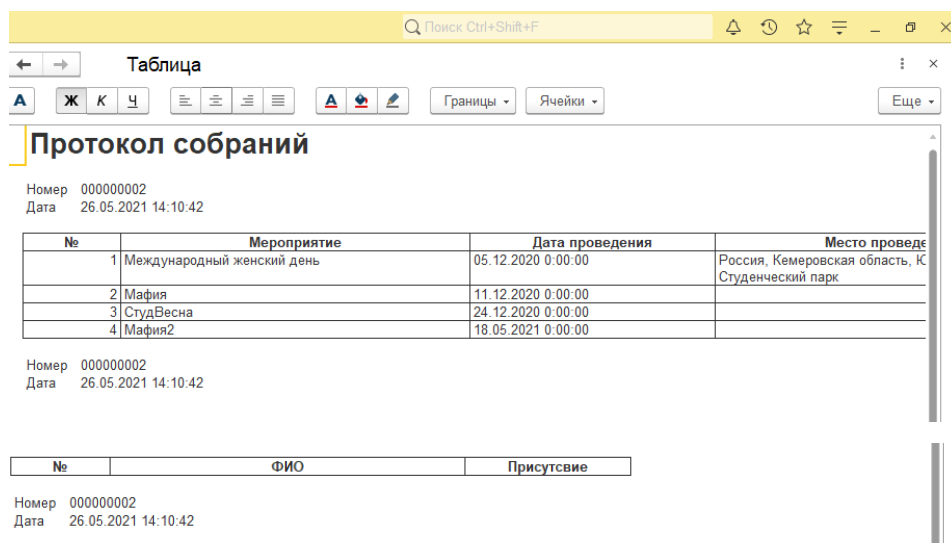 Поиск Ctrl+Shift+F
Таблица
А Ж К Ч А Границы Ячейки Еще
Протокол собраний
Номер 000000002
Дата 26.05.2021 14:10:42
№ Мероприятие Дата проведения Место проведе
1 Международный женский день 05.12.2020 0:00:00 Россия, Кемеровская область, Ю
Студенческий парк
2 Мафия 11.12.2020 0:00:00
3 СтудВесна 24.12.2020 0:00:00
4 Мафия2 18.05.2021 0:00:00
Номер 000000002
Дата 26.05.2021 14:10:42
№ ФИО Присутсвие
Номер 000000002
Дата 26.05.2021 14:10:42